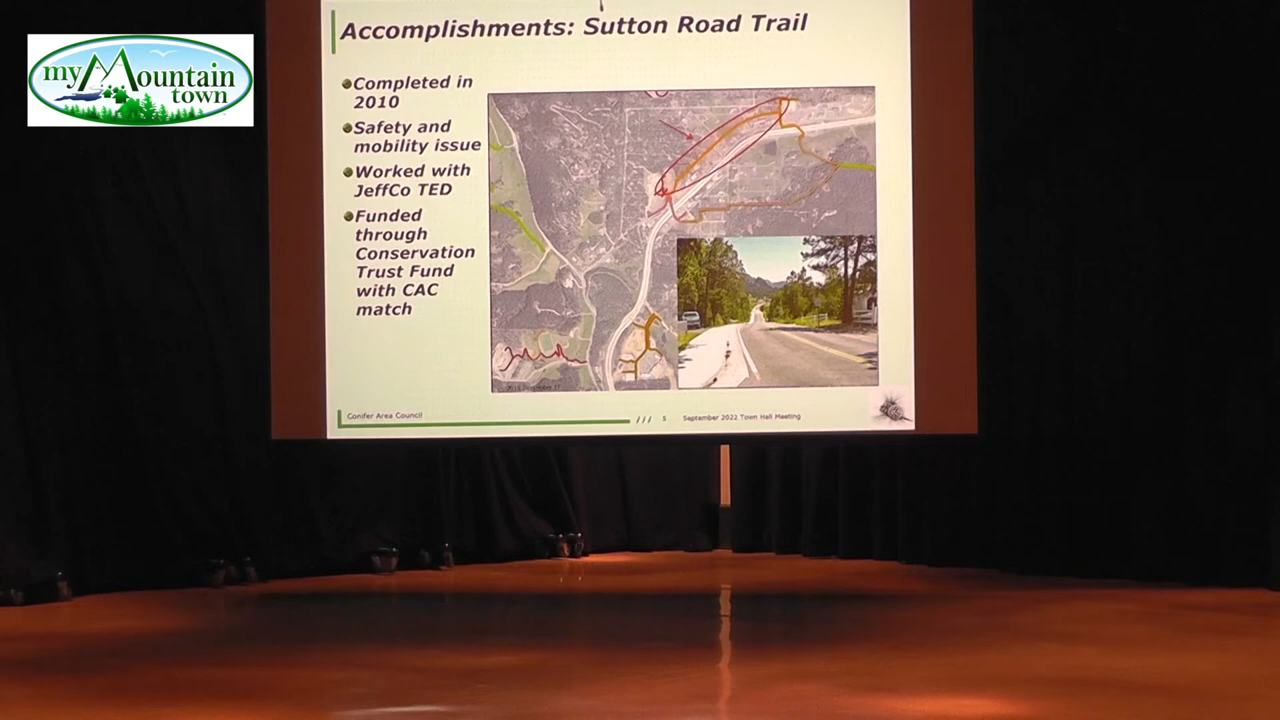 my Mountain
town
Accomplishments: Sutton Road Trail
Completed in
2010
Safety and
mobility issue
Worked with
JeffCo TED
Funded
through
Conservation
Trust Fund
with CAC
match
Conifer Area Council
/// 5
September 2022 Town Hall Meeting